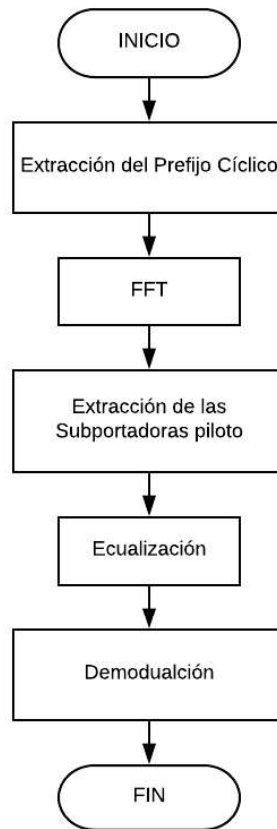 INICIO
Extracción del Prefijo Cíclico
FFT
Extracción de las
Subportadoras piloto
Ecualización
Demodualción
FIN